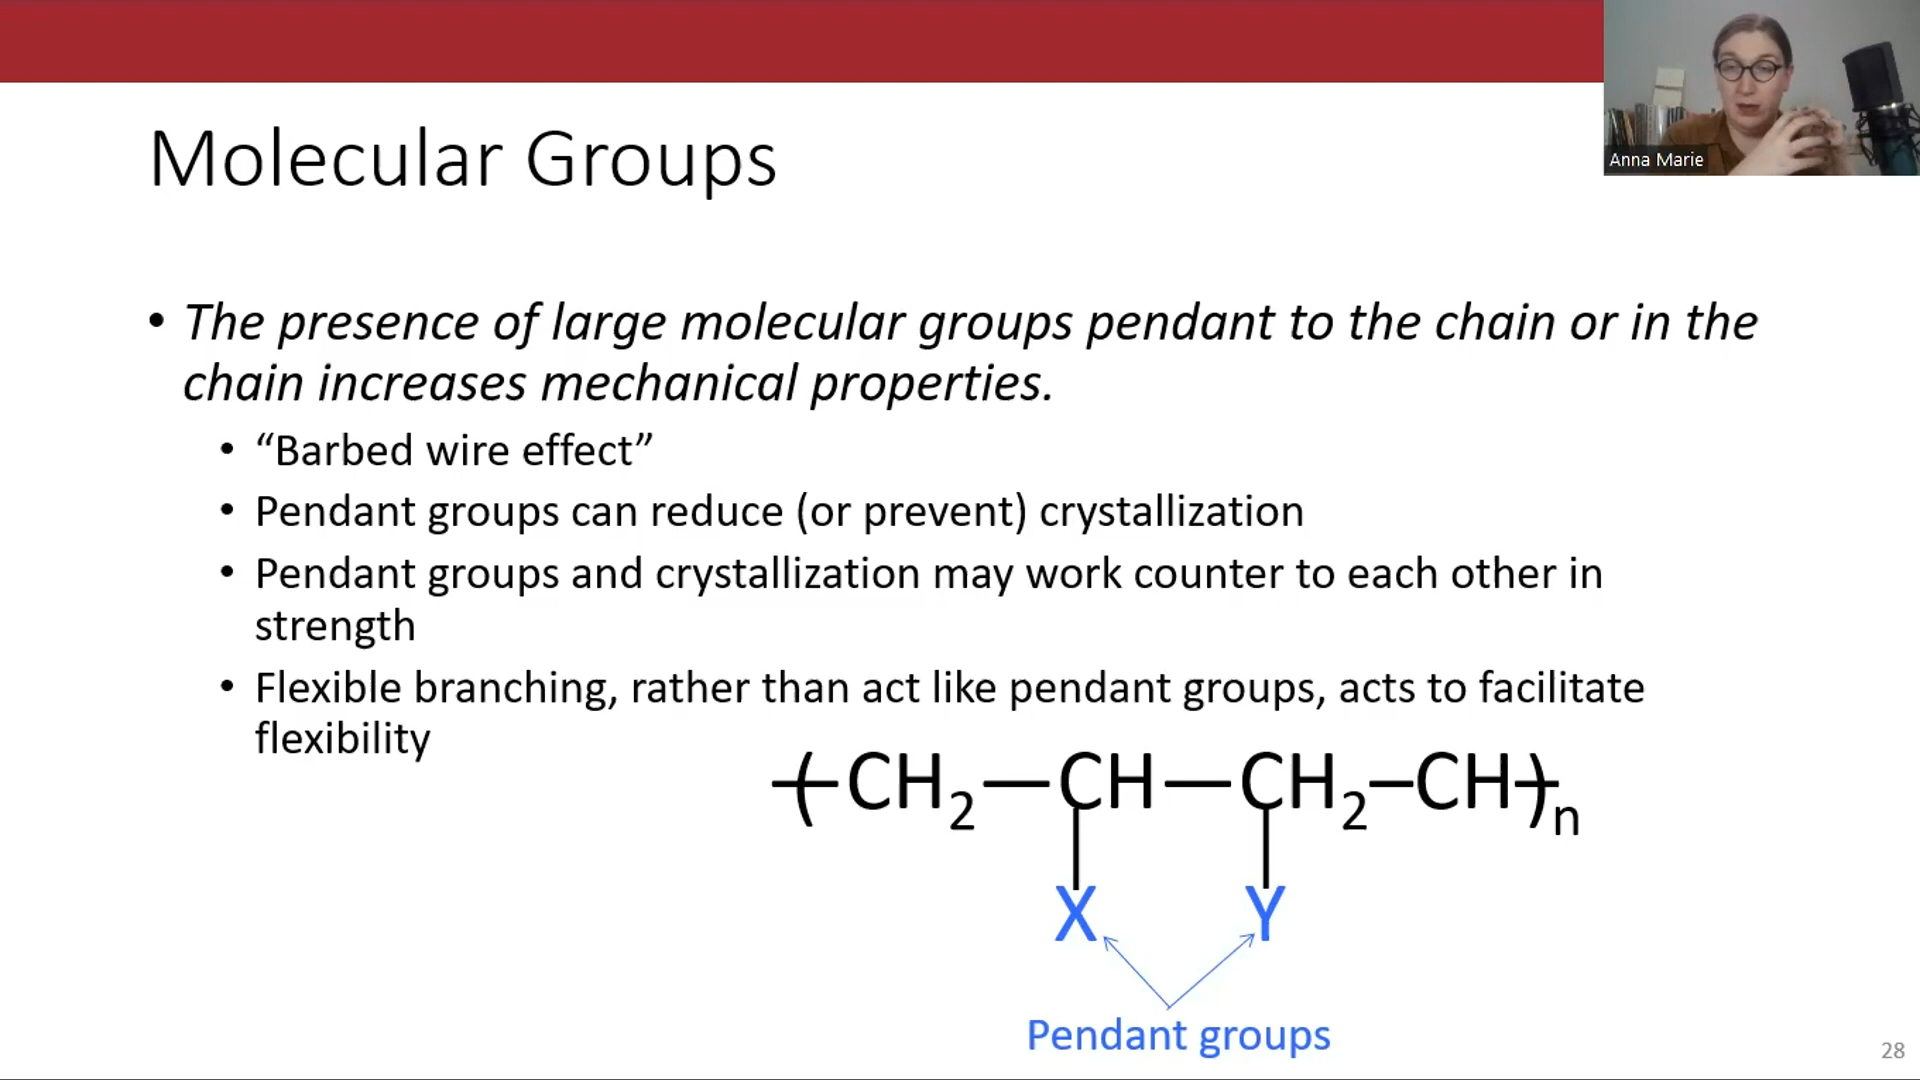 Anna Marie
Molecular Groups
• The presence of large molecular groups pendant to the chain or in the
chain increases mechanical properties.
• “Barbed wire effect”
• Pendant groups can reduce (or prevent) crystallization
• Pendant groups and crystallization may work counter to each other in
strength
• Flexible branching, rather than act like pendant groups, acts to facilitate
flexibility
—(—CH₂—CH—CH₂—CH—)—n
X Y
Pendant groups
28